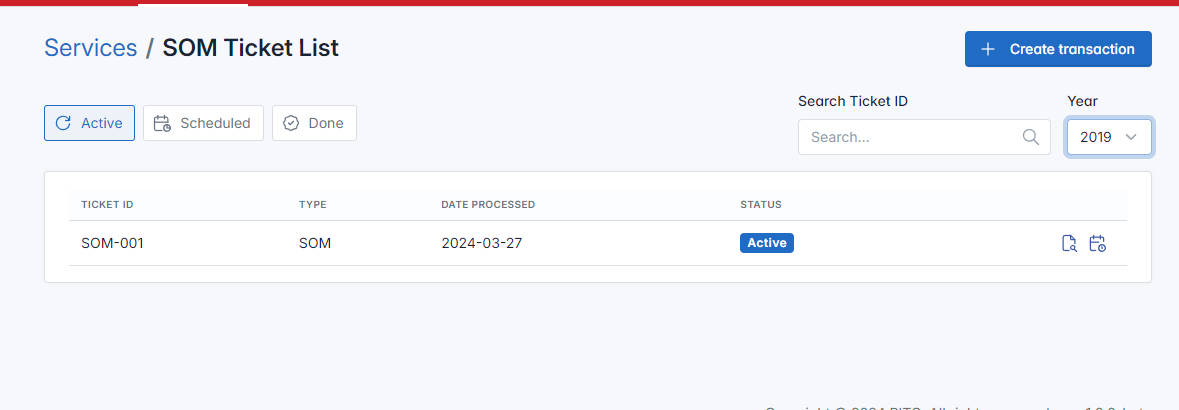 Services / SOM Ticket List
Create transaction
Active
Scheduled
Done
Search Ticket ID
Search...
Year
2019
TICKET ID TYPE DATE PROCESSED STATUS
SOM-001 SOM 2024-03-27 Active